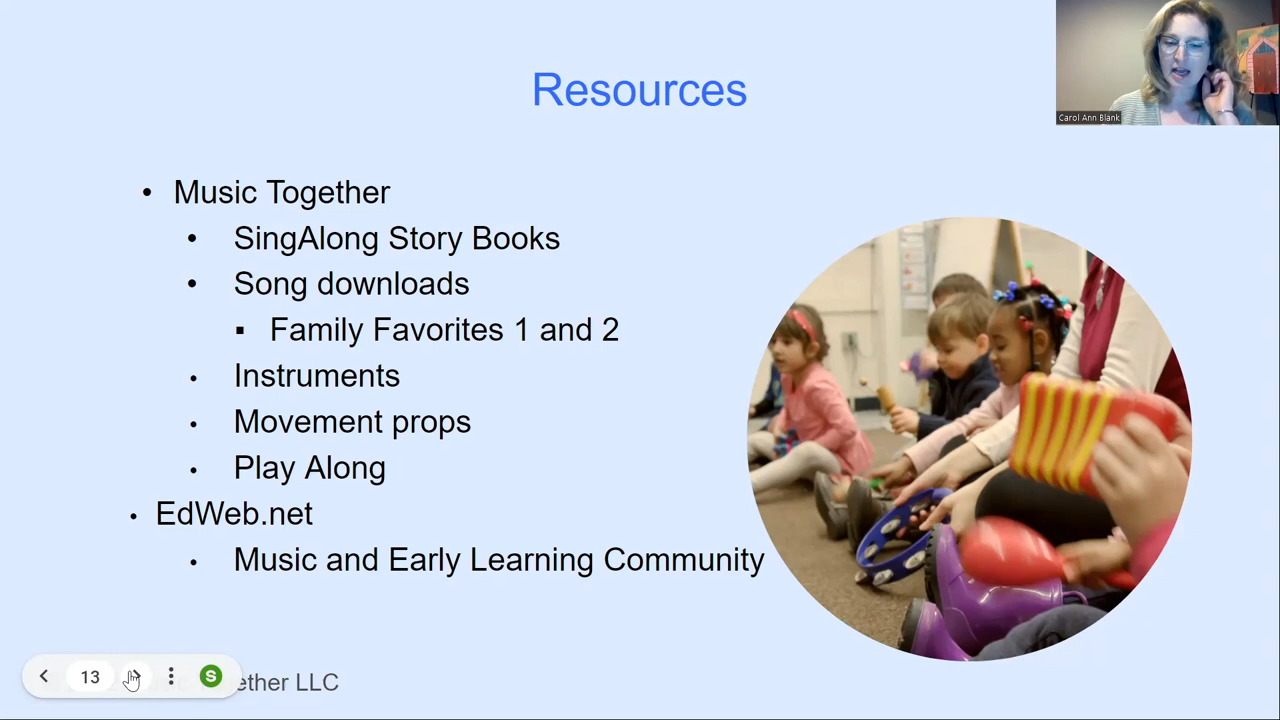 Resources
Carol Ann Blank
• Music Together
• SingAlong Story Books
• Song downloads
▪ Family Favorites 1 and 2
• Instruments
• Movement props
• Play Along
• EdWeb.net
• Music and Early Learning Community
13
S
ether LLC